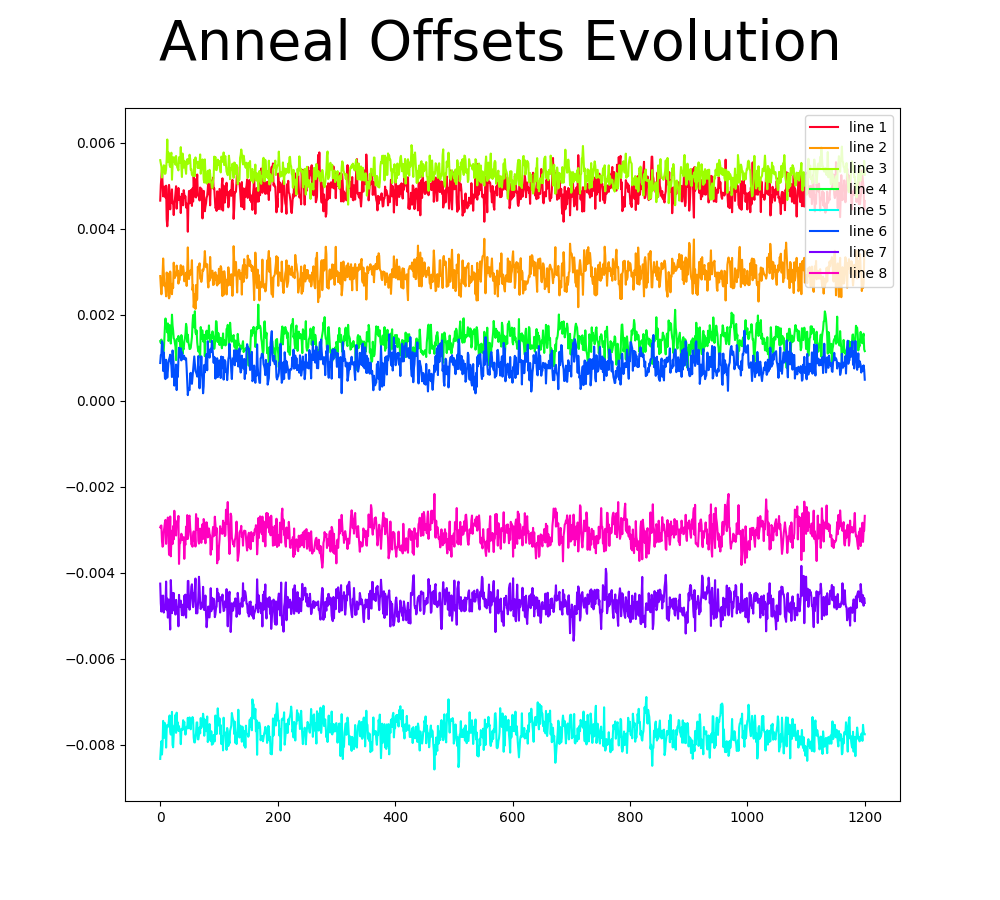 Anneal Offsets Evolution
line 1
line 2
line 3
line 4
line 5
line 6
line 7
line 8
0.006
0.004
0.002
0.000
−0.002
−0.004
−0.006
−0.008
0 200 400 600 800 1000 1200